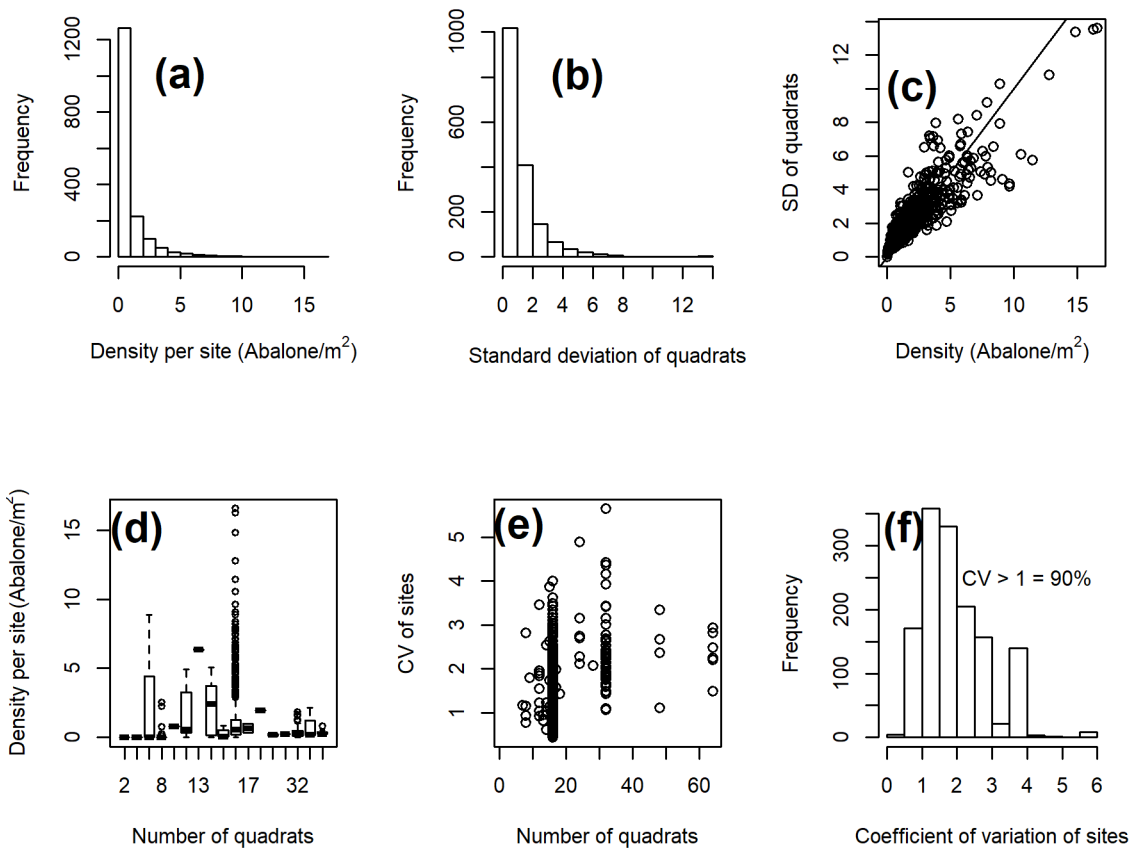 (a)
Frequency
0
400
800
1200
0
5
10
15
Density per site (Abalone/m²)
(b)
Frequency
0
200
600
1000
0
2
4
6
8
12
Standard deviation of quadrats
(c)
SD of quadrats
0
2
4
6
8
12
0
5
10
15
Density (Abalone/m²)
(d)
Density per site (Abalone/m²)
0
5
10
15
2
8
13
17
32
Number of quadrats
(e)
CV of sites
1
2
3
4
5
0
20
40
60
Number of quadrats
(f)
CV > 1 = 90%
Frequency
0
100
300
0
1
2
3
4
5
6
Coefficient of variation of sites